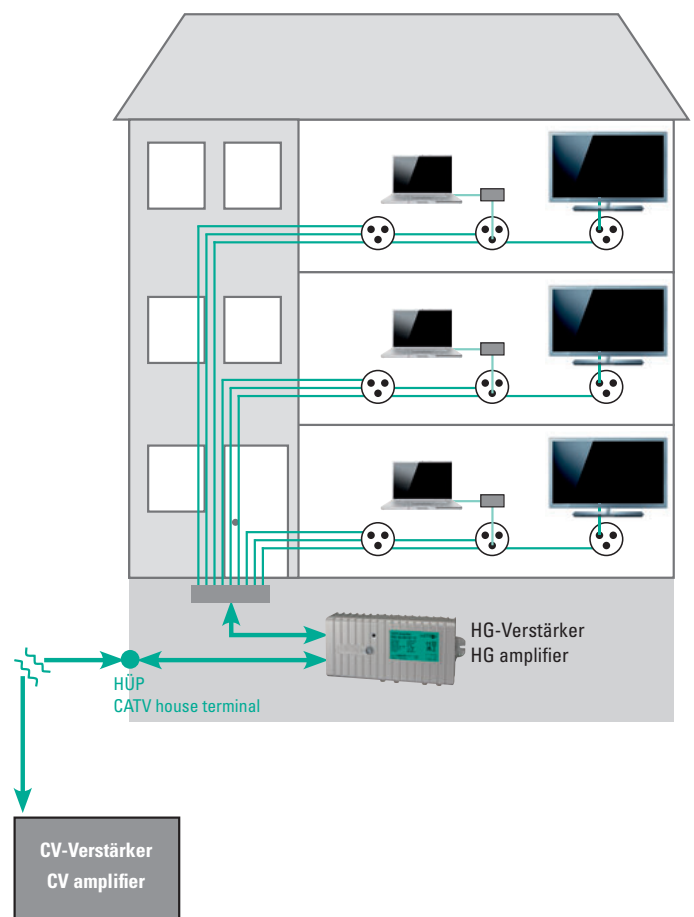 HG-Verstärker
HG amplifier
HÜP
CATV house terminal
CV-Verstärker
CV amplifier